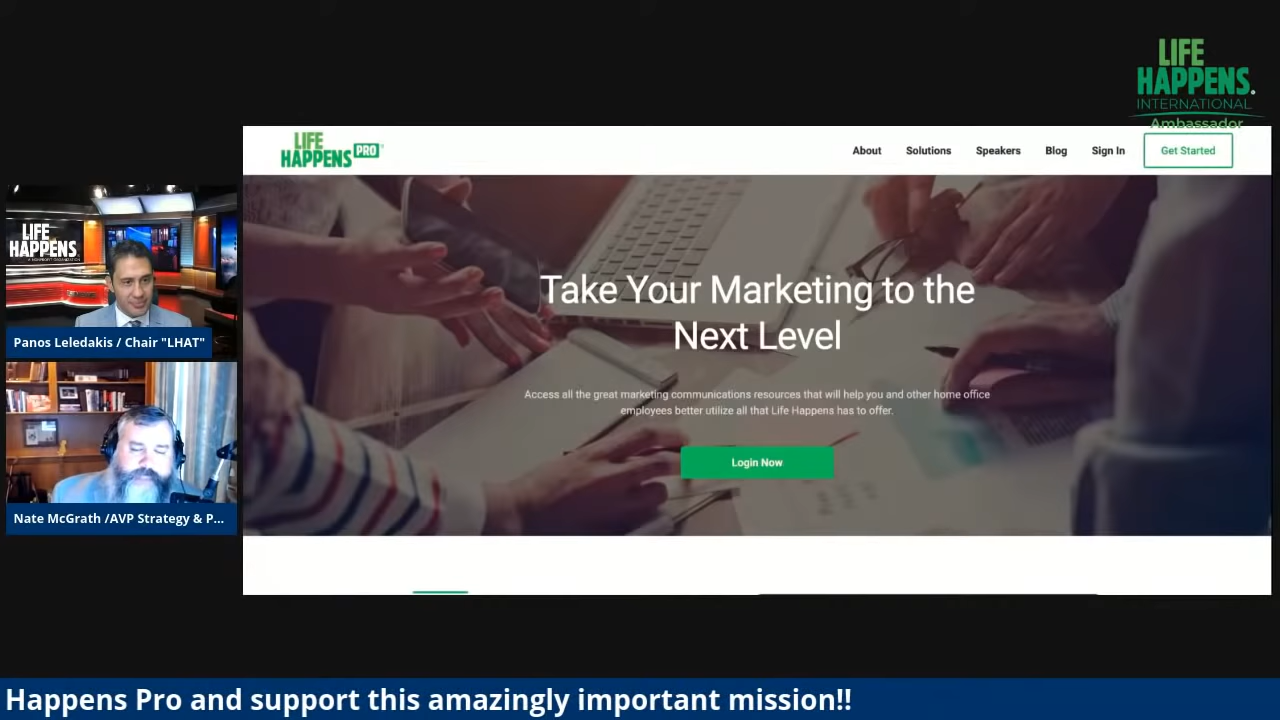 LIFE
HAPPENS
INTERNATIONAL
Ambassador
LIFE
HAPPENS PRO
About
Solutions
Speakers
Blog
Sign In
Get Started
Take Your Marketing to the
Next Level
Access all the great marketing communications resources that will help you and other home office
employees better utilize all that Life Happens has to offer.
Login Now
LIFE
HAPPENS
Panos Leledakis / Chair "LHAT"
Nate McGrath /AVP Strategy & P...
Happens Pro and support this amazingly important mission!!